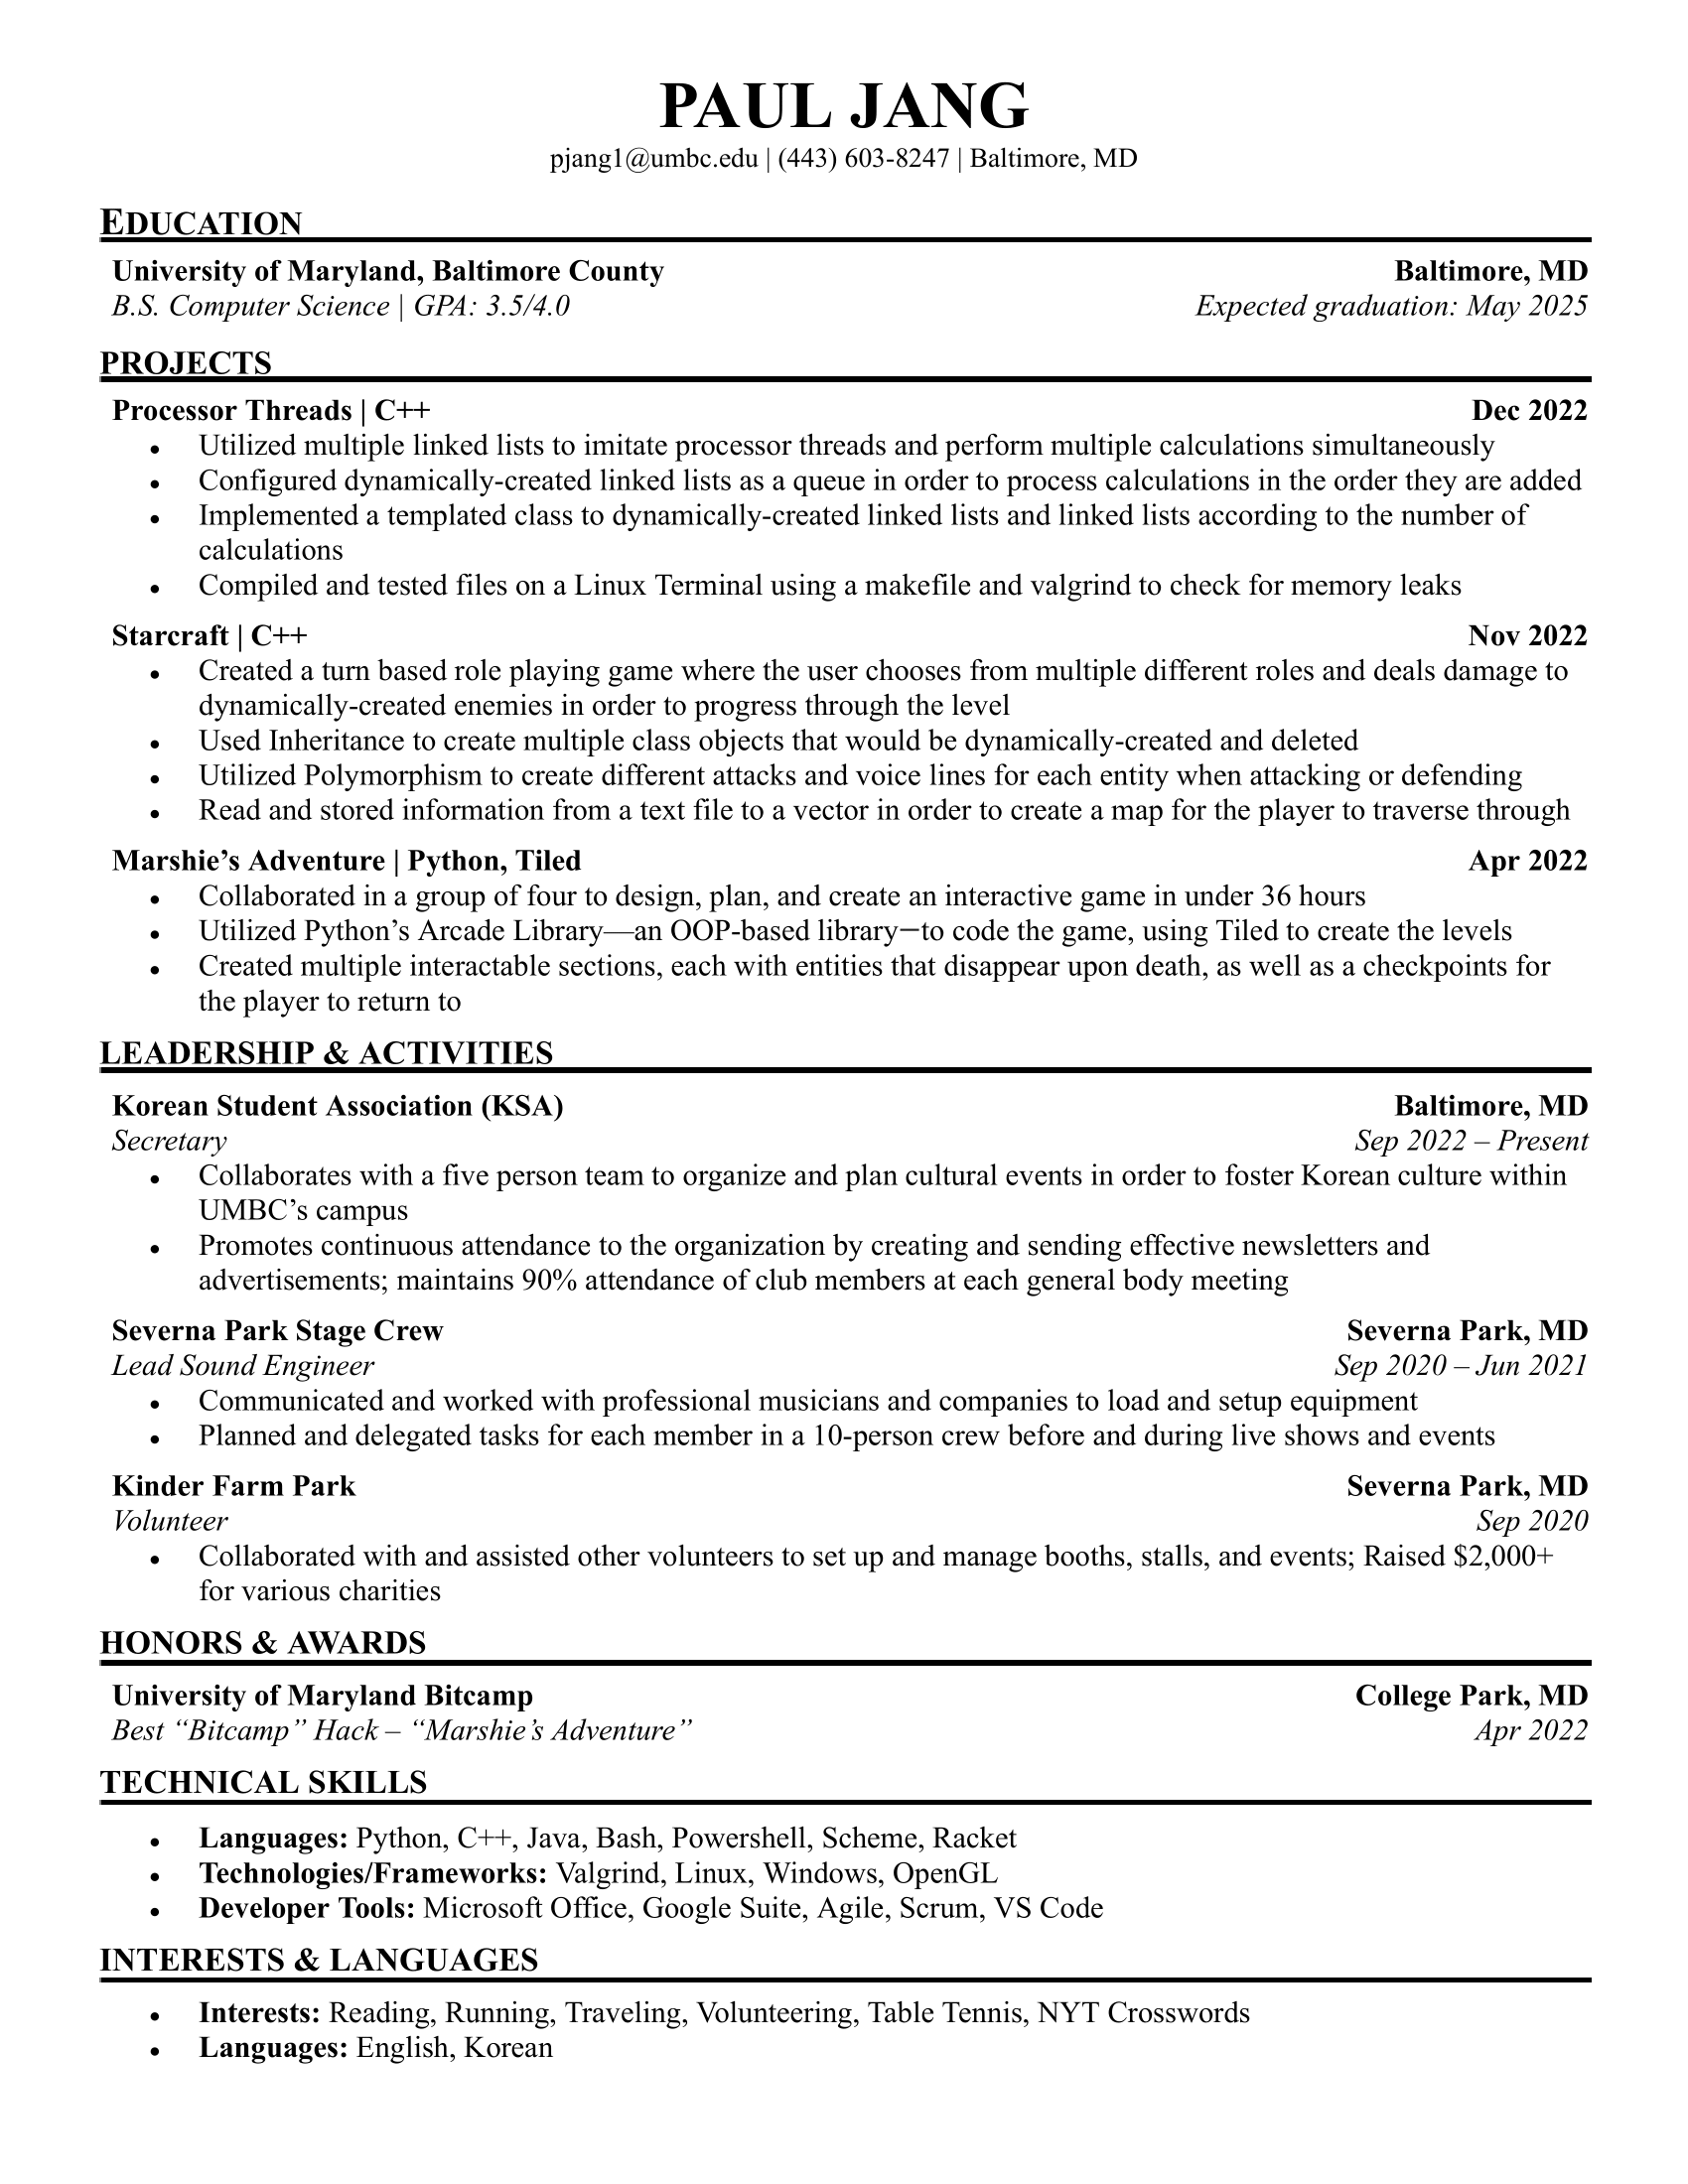 PAUL JANG
pjang1@umbc.edu | (443) 603-8247 | Baltimore, MD
EDUCATION
University of Maryland, Baltimore County Baltimore, MD
B.S. Computer Science | GPA: 3.5/4.0 Expected graduation: May 2025
PROJECTS
Processor Threads | C++ Dec 2022
• Utilized multiple linked lists to imitate processor threads and perform multiple calculations simultaneously
• Configured dynamically-created linked lists as a queue in order to process calculations in the order they are added
• Implemented a templated class to dynamically-created linked lists and linked lists according to the number of
calculations
• Compiled and tested files on a Linux Terminal using a makefile and valgrind to check for memory leaks
Starcraft | C++ Nov 2022
• Created a turn based role playing game where the user chooses from multiple different roles and deals damage to
dynamically-created enemies in order to progress through the level
• Used Inheritance to create multiple class objects that would be dynamically-created and deleted
• Utilized Polymorphism to create different attacks and voice lines for each entity when attacking or defending
• Read and stored information from a text file to a vector in order to create a map for the player to traverse through
Marshie’s Adventure | Python, Tiled Apr 2022
• Collaborated in a group of four to design, plan, and create an interactive game in under 36 hours
• Utilized Python’s Arcade Library—an OOP-based library−to code the game, using Tiled to create the levels
• Created multiple interactable sections, each with entities that disappear upon death, as well as a checkpoints for
the player to return to
LEADERSHIP & ACTIVITIES
Korean Student Association (KSA) Baltimore, MD
Secretary Sep 2022 – Present
• Collaborates with a five person team to organize and plan cultural events in order to foster Korean culture within
UMBC’s campus
• Promotes continuous attendance to the organization by creating and sending effective newsletters and
advertisements; maintains 90% attendance of club members at each general body meeting
Severna Park Stage Crew Severna Park, MD
Lead Sound Engineer Sep 2020 – Jun 2021
• Communicated and worked with professional musicians and companies to load and setup equipment
• Planned and delegated tasks for each member in a 10-person crew before and during live shows and events
Kinder Farm Park Severna Park, MD
Volunteer Sep 2020
• Collaborated with and assisted other volunteers to set up and manage booths, stalls, and events; Raised $2,000+
for various charities
HONORS & AWARDS
University of Maryland Bitcamp College Park, MD
Best “Bitcamp” Hack – “Marshie’s Adventure” Apr 2022
TECHNICAL SKILLS
• Languages: Python, C++, Java, Bash, Powershell, Scheme, Racket
• Technologies/Frameworks: Valgrind, Linux, Windows, OpenGL
• Developer Tools: Microsoft Office, Google Suite, Agile, Scrum, VS Code
INTERESTS & LANGUAGES
• Interests: Reading, Running, Traveling, Volunteering, Table Tennis, NYT Crosswords
• Languages: English, Korean